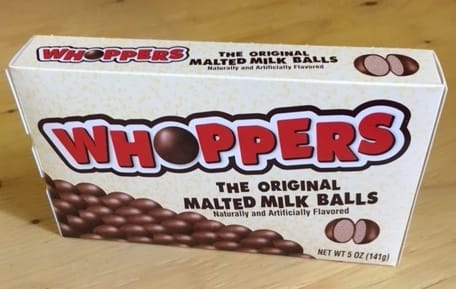 WHOPPERS
THE ORIGINAL
MALTED MILK BALLS
Naturally and Artificially Flavored
WHOPPERS
THE ORIGINAL
MALTED MILK BALLS
Naturally and Artificially Flavored
NET WT 5 OZ (141g)